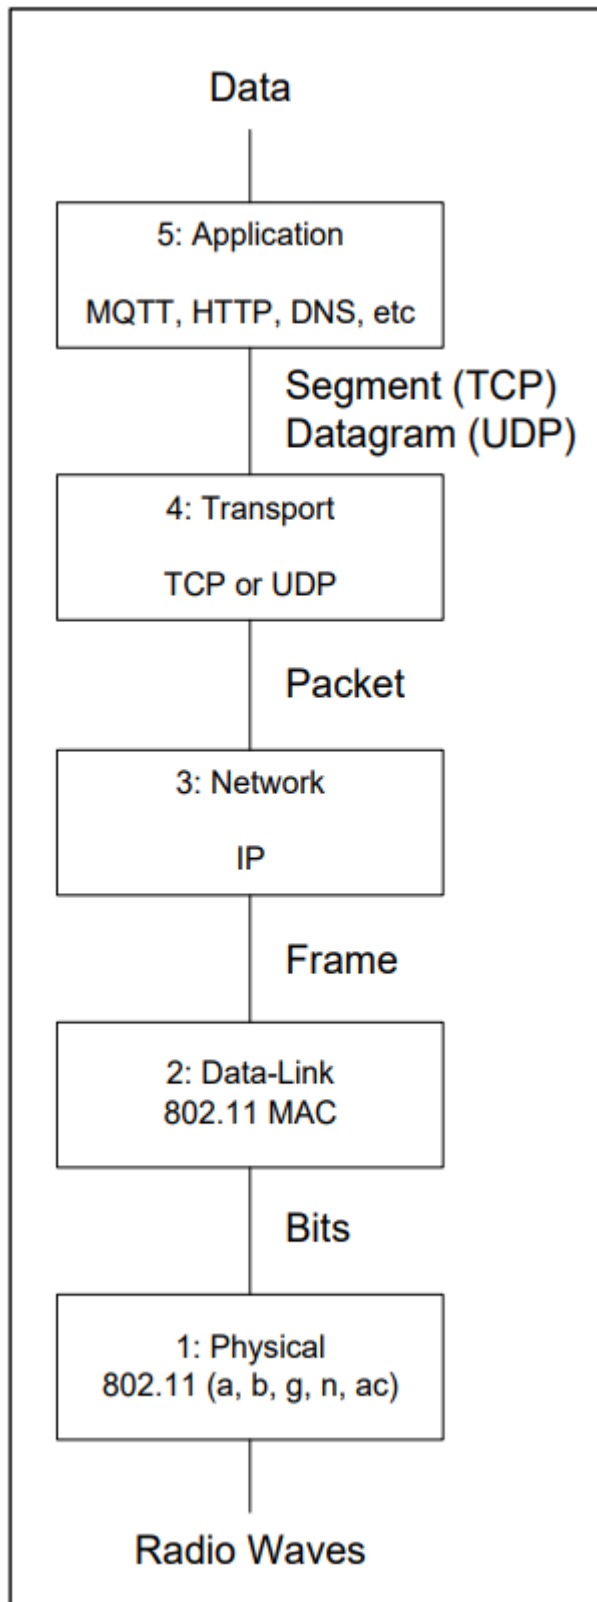 Data
5: Application
MQTT, HTTP, DNS, etc
Segment (TCP)
Datagram (UDP)
4: Transport
TCP or UDP
Packet
3: Network
IP
Frame
2: Data-Link
802.11 MAC
Bits
1: Physical
802.11 (a, b, g, n, ac)
Radio Waves